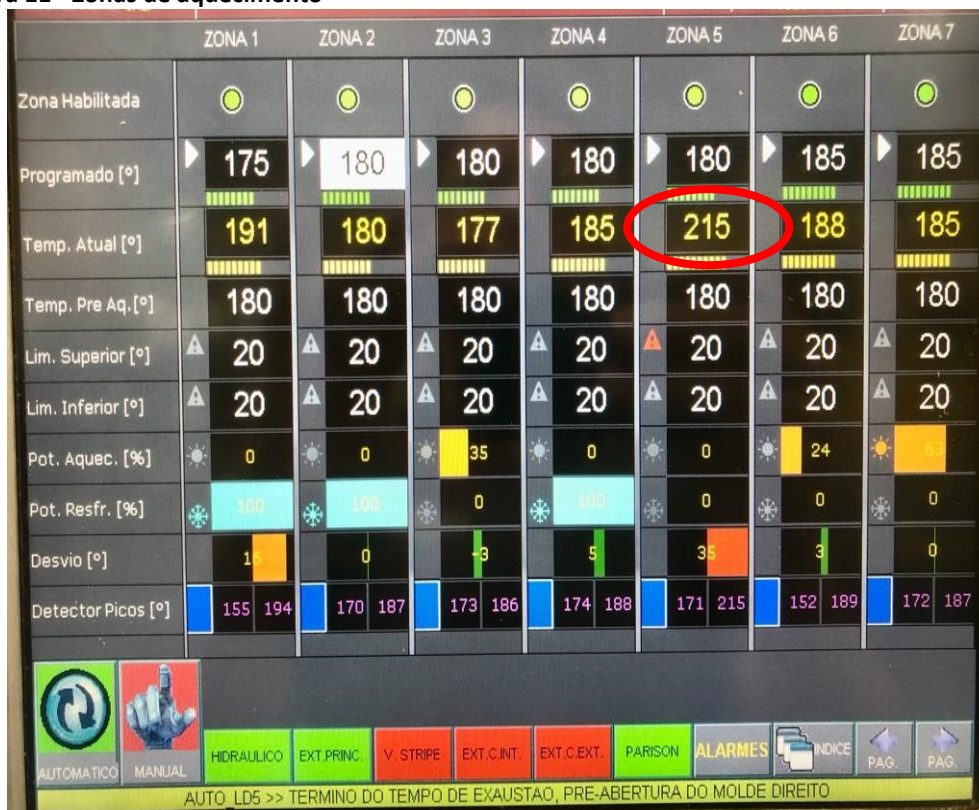 Zonas de aquecimento
ZONA 1 ZONA 2 ZONA 3 ZONA 4 ZONA 5 ZONA 6 ZONA 7
Zona Habilitada
Programado [º] 175 180 180 180 180 185 185
Temp. Atual [º] 191 180 177 185 215 188 185
Temp. Pre Aq.[º] 180 180 180 180 180 180 180
Lim. Superior [º] 20 20 20 20 20 20 20
Lim. Inferior [º] 20 20 20 20 20 20 20
Pot. Aquec. [%] 0 0 35 0 0 24 63
Pot. Resfr. [%] 100 100 0 100 0 0 0
Desvio [º] 16 0 -3 5 35 3 0
Detector Picos [º] 155 194 170 187 173 186 174 188 171 215 152 189 172 187
AUTOMATICO MANUAL HIDRAULICO EXT.PRINC. V. STRIPE EXT.C.INT. EXT.C.EXT. PARISON ALARMES INDICE PAG. PAG.
AUTO_LD5 >> TERMINO DO TEMPO DE EXAUSTAO, PRE-ABERTURA DO MOLDE DIREITO